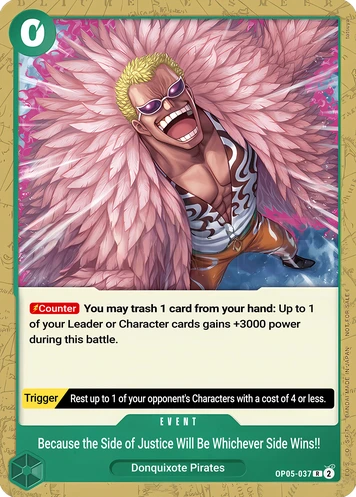 0
Counter You may trash 1 card from your hand: Up to 1
of your Leader or Character cards gains +3000 power
during this battle.
Trigger Rest up to 1 of your opponent's Characters with a cost of 4 or less.
EVENT
Because the Side of Justice Will Be Whichever Side Wins!!
Donquixote Pirates
OP05-037 R 2